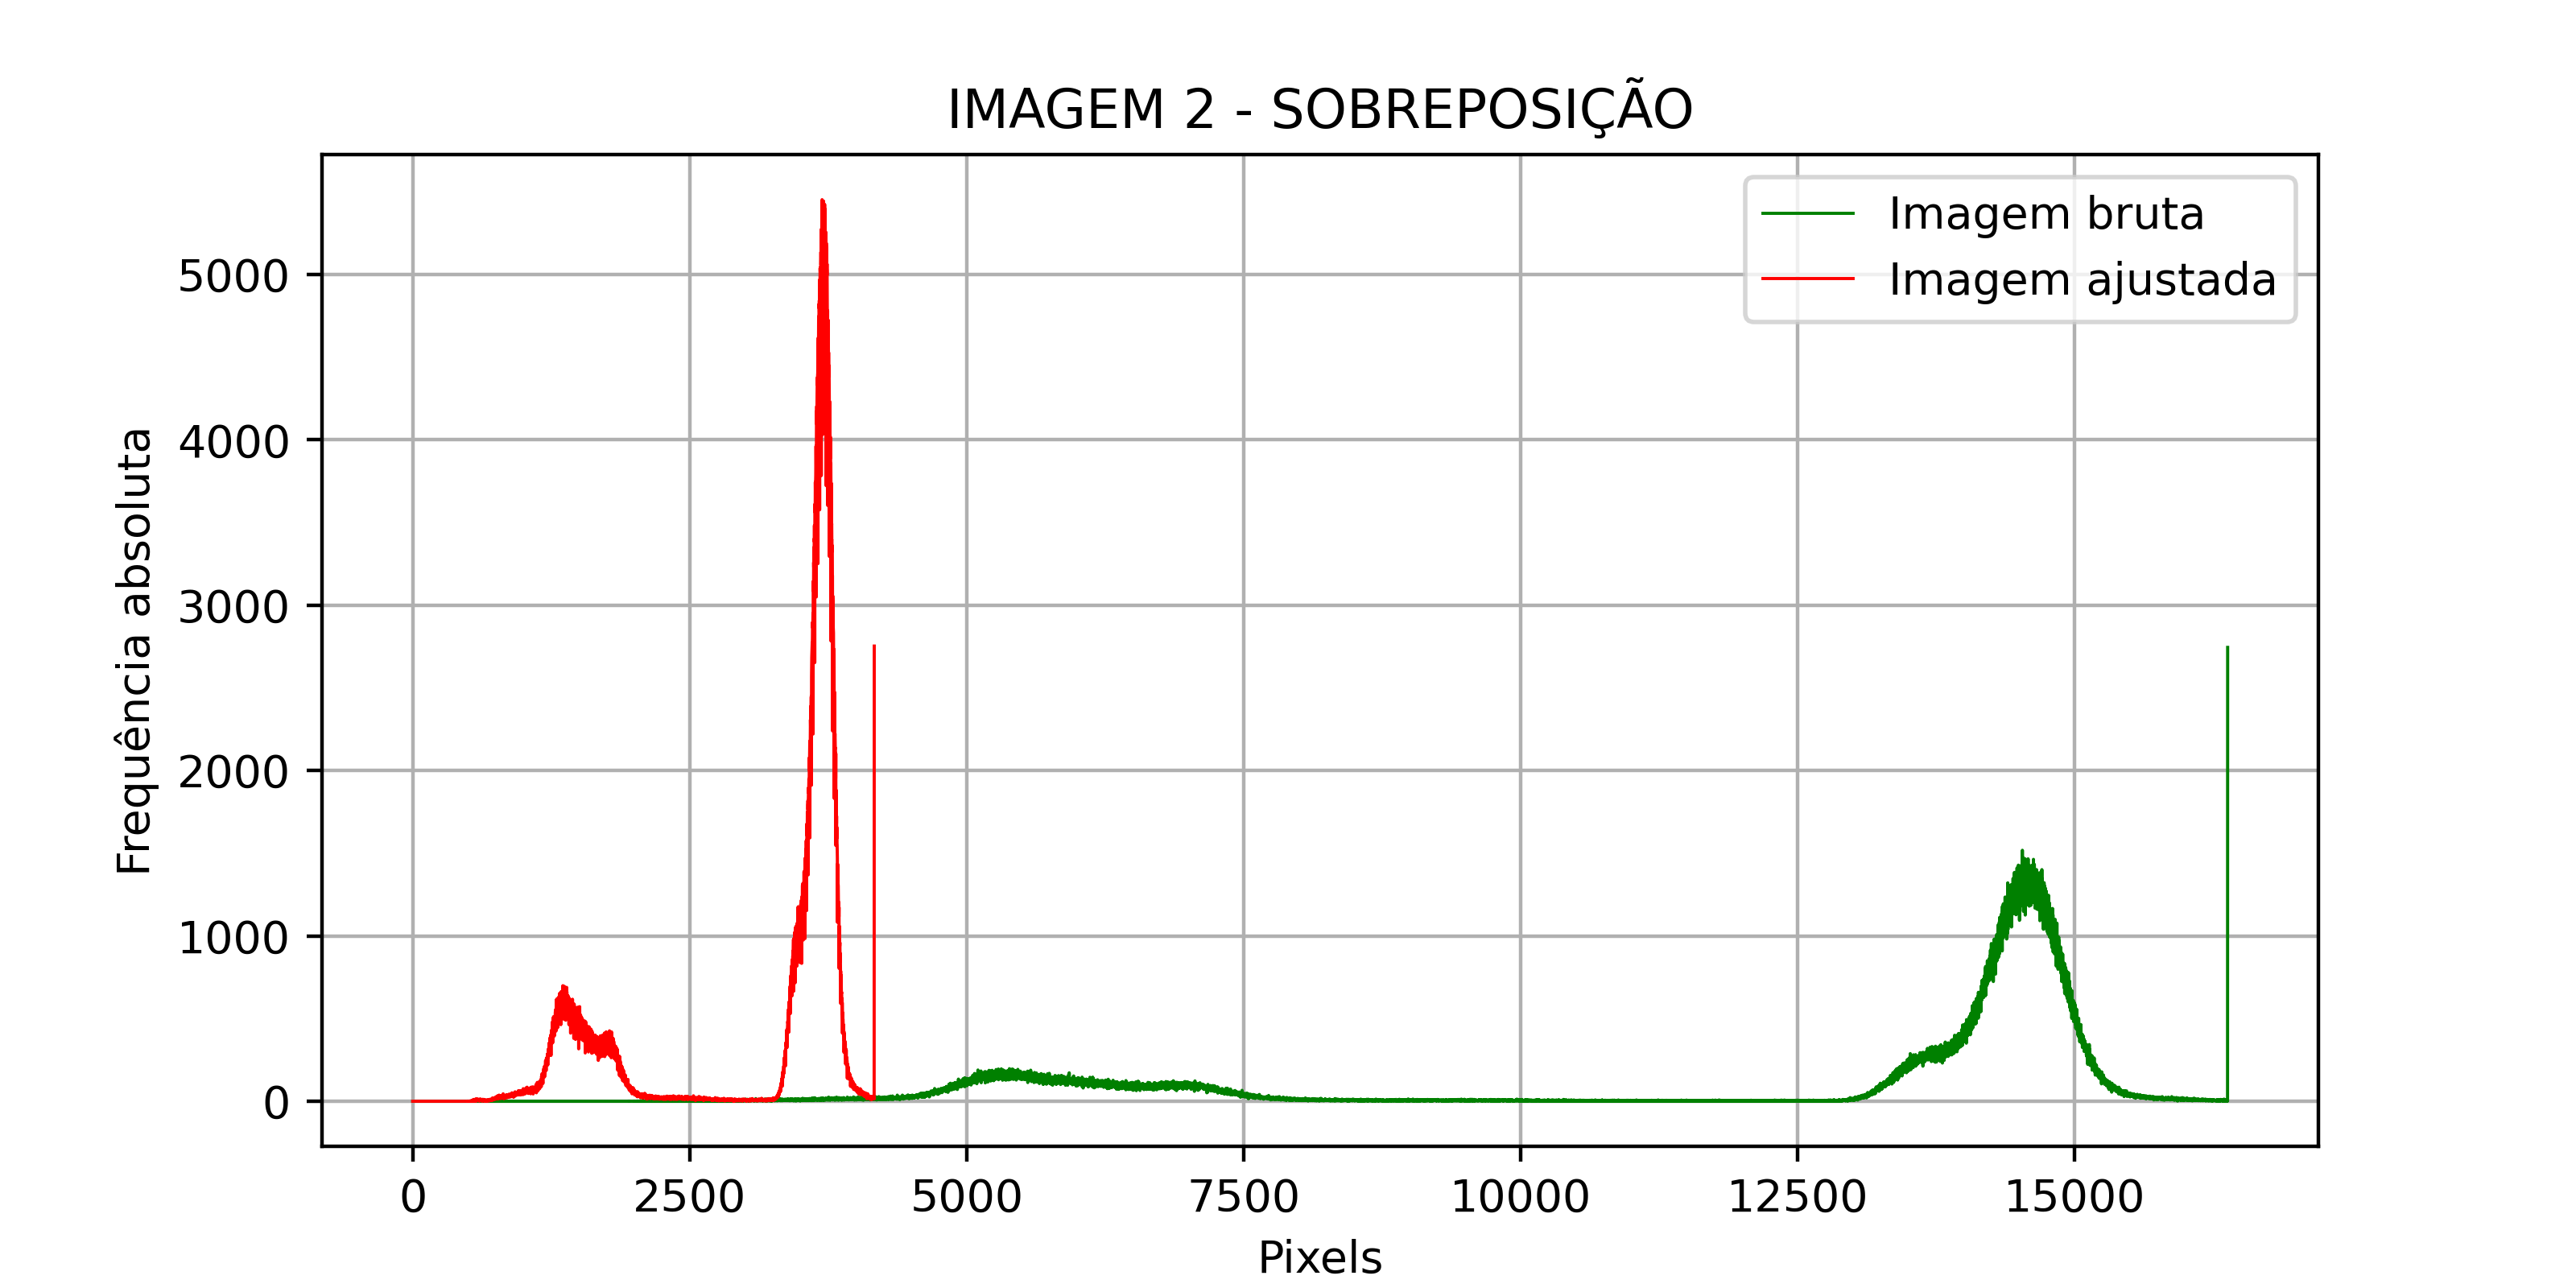 IMAGEM 2 - SOBREPOSIÇÃO
Imagem bruta
Imagem ajustada
Frequência absoluta
5000
4000
3000
2000
1000
0
0 2500 5000 7500 10000 12500 15000
Pixels